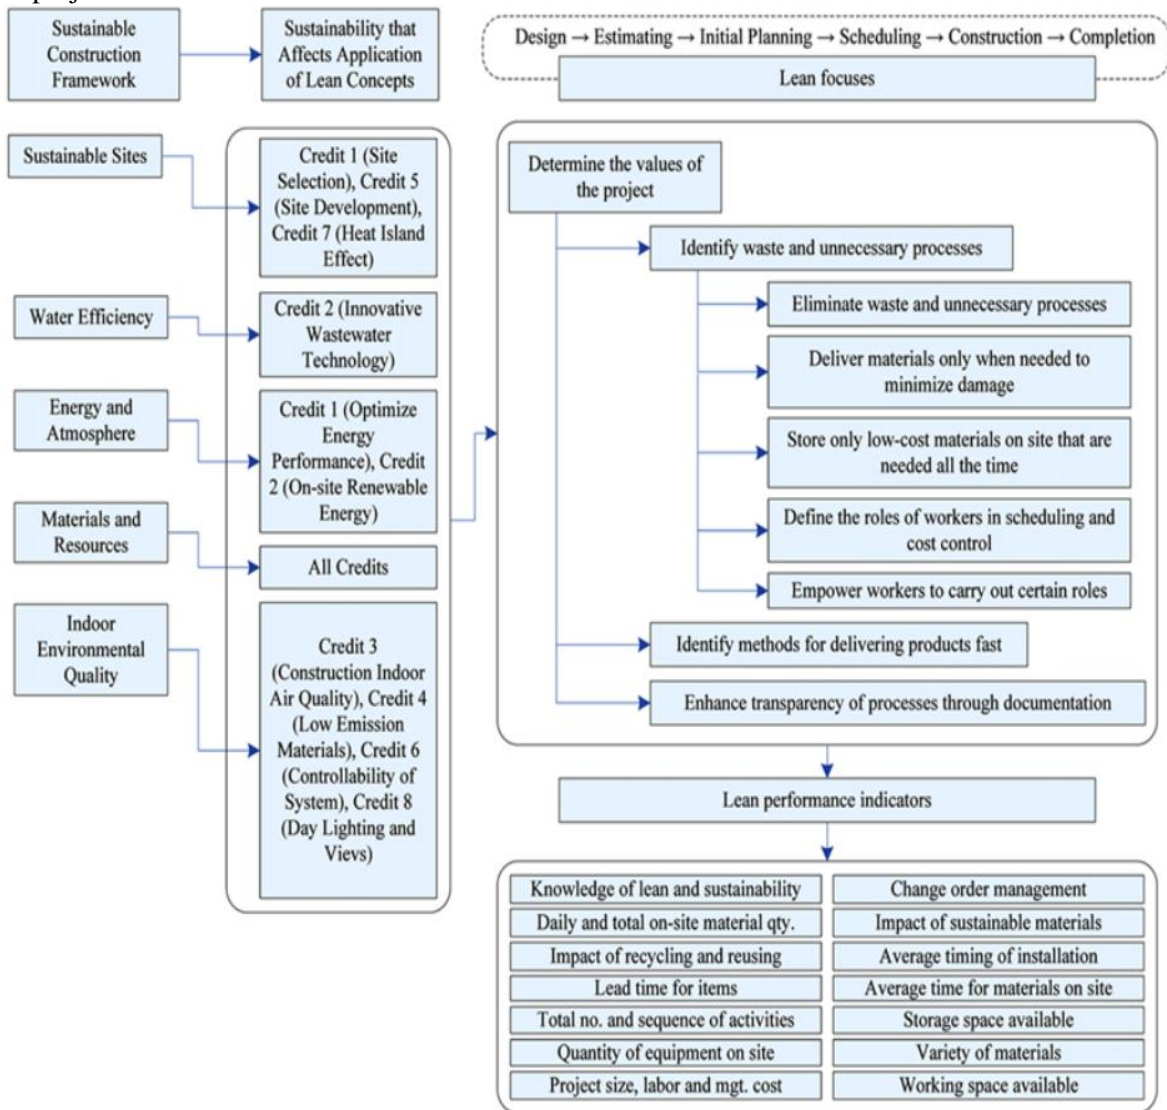 Sustainable
Construction
Framework
Sustainability that
Affects Application
of Lean Concepts
Design → Estimating → Initial Planning → Scheduling → Construction → Completion
Lean focuses
Sustainable Sites
Credit 1 (Site
Selection), Credit 5
(Site Development),
Credit 7 (Heat Island
Effect)
Water Efficiency
Credit 2 (Innovative
Wastewater
Technology)
Energy and
Atmosphere
Credit 1 (Optimize
Energy
Performance), Credit
2 (On-site Renewable
Energy)
Materials and
Resources
All Credits
Indoor
Environmental
Quality
Credit 3
(Construction Indoor
Air Quality), Credit 4
(Low Emission
Materials), Credit 6
(Controllability of
System), Credit 8
(Day Lighting and
Vievs)
Determine the values of
the project
Identify waste and unnecessary processes
Eliminate waste and unnecessary processes
Deliver materials only when needed to
minimize damage
Store only low-cost materials on site that are
needed all the time
Define the roles of workers in scheduling and
cost control
Empower workers to carry out certain roles
Identify methods for delivering products fast
Enhance transparency of processes through documentation
Lean performance indicators
Knowledge of lean and sustainability
Change order management
Daily and total on-site material qty.
Impact of sustainable materials
Impact of recycling and reusing
Average timing of installation
Lead time for items
Average time for materials on site
Total no. and sequence of activities
Storage space available
Quantity of equipment on site
Variety of materials
Project size, labor and mgt. cost
Working space available